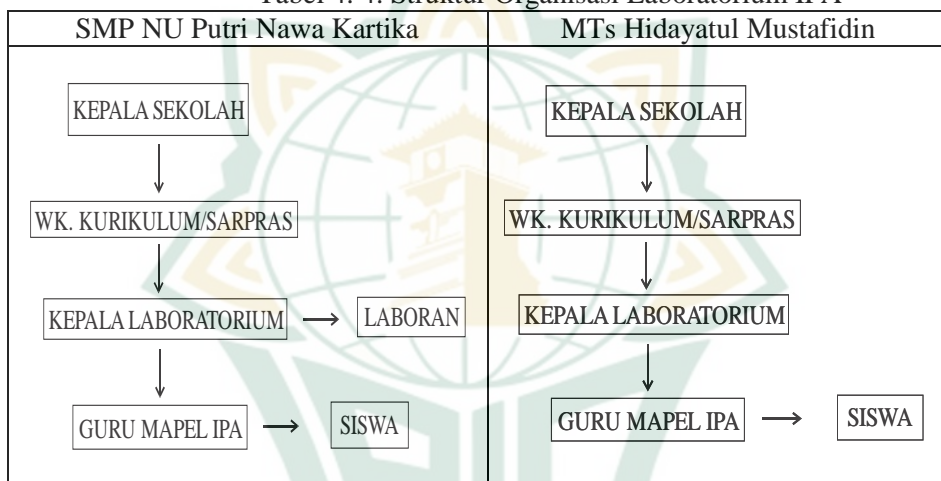 Tabel 4. 4. Struktur Organisasi Laboratorium IPA
SMP NU Putri Nawa Kartika
MTs Hidayatul Mustafidin
KEPALA SEKOLAH
WK. KURIKULUM/SARPRAS
KEPALA LABORATORIUM
LABORAN
GURU MAPEL IPA
SISWA
KEPALA SEKOLAH
WK. KURIKULUM/SARPRAS
KEPALA LABORATORIUM
GURU MAPEL IPA
SISWA